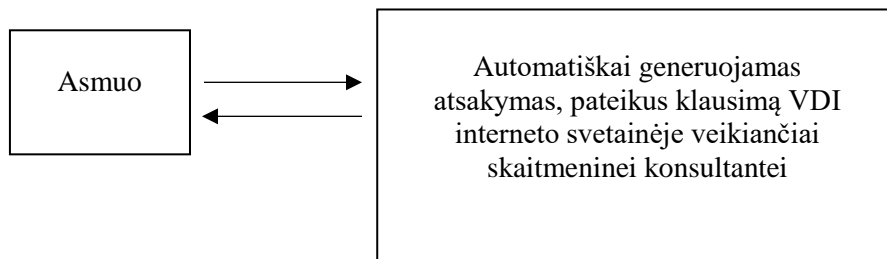 Asmuo
Automatiškai generuojamas
atsakymas, pateikus klausimą VDI
interneto svetainėje veikiančiai
skaitmeninei konsultantei